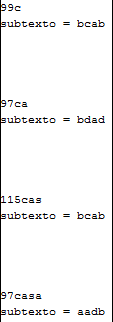 99c
subtexto = bcab
97ca
subtexto = bdad
115cas
subtexto = bcab
97casa
subtexto = aadb